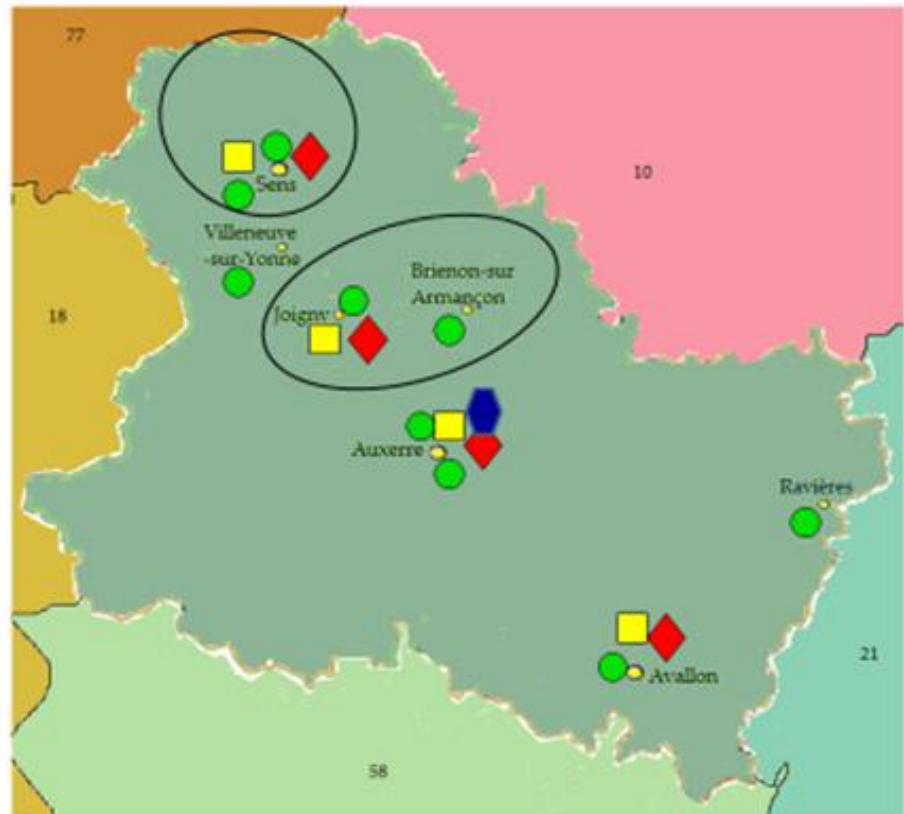 77
10
Sens
Villeneuve
-sur-Yonne
Brienon-sur
Armançon
Joigny
18
Auxerre
Ravières
21
Avallon
58